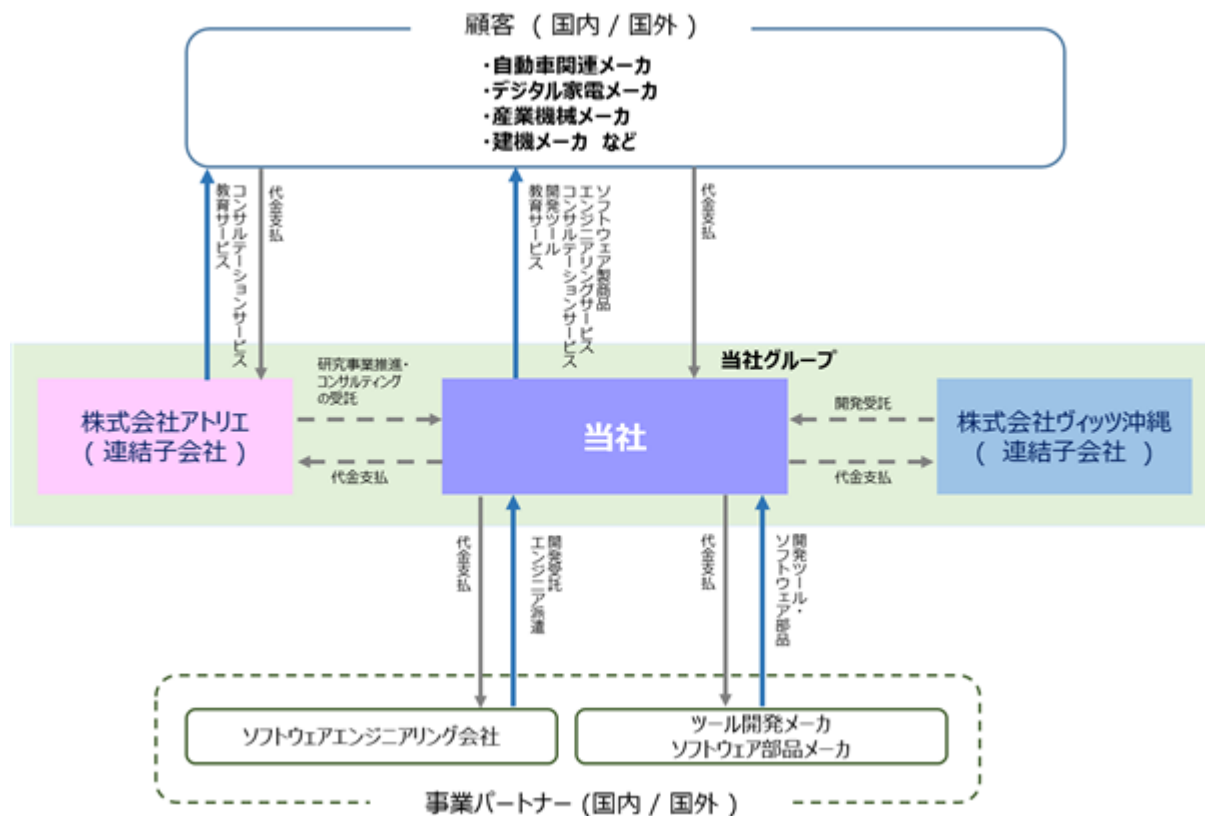 顧客 ( 国内 / 国外 )
・自動車関連メーカ
・デジタル家電メーカ
・産業機械メーカ
・建機メーカ など
コンサルテーションサービス
教育サービス
代金支払
ソフトウェア製商品
エンジニアリングサービス
コンサルテーションサービス
開発ツール
教育サービス
代金支払
当社グループ
株式会社アトリエ
( 連結子会社 )
研究事業推進・
コンサルティング
の受託
代金支払
当社
開発受託
代金支払
株式会社ヴィッツ沖縄
( 連結子会社 )
代金支払
開発受託
エンジニア派遣
代金支払
開発ツール・
ソフトウェア部品
ソフトウェアエンジニアリング会社
ツール開発メーカ
ソフトウェア部品メーカ
事業パートナー (国内 / 国外 )